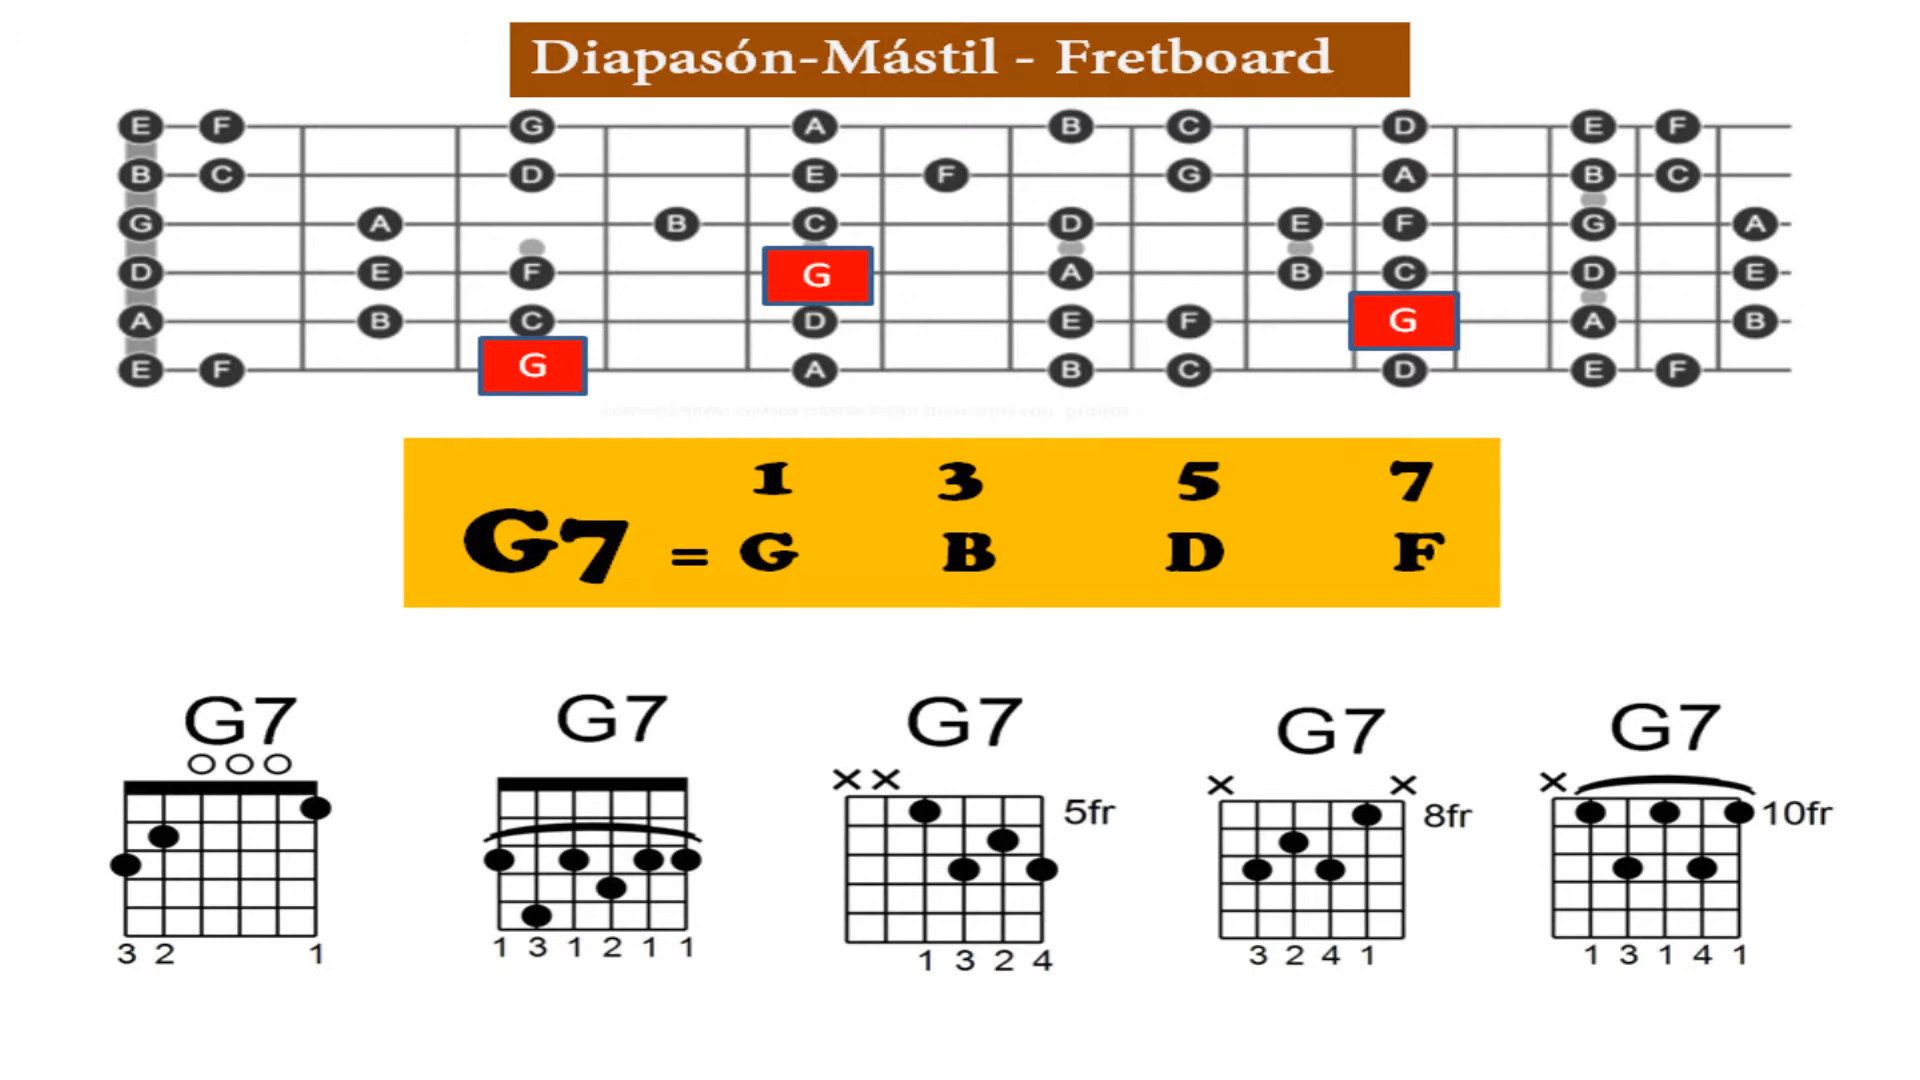 Diapasón-Mástil - Fretboard
E F G A B C D E F
B C D E F G A B C
G A B C D E F G A
D E F G A B C D E
A B C D E F G A B
E F G A B C D E F
1 3 5 7
G7 = G B D F
G7 G7 G7 G7 G7
×× × × ×
5fr 8fr 10fr
3 2 1
1 3 1 2 1 1
1 3 2 4
3 2 4 1
1 3 1 4 1